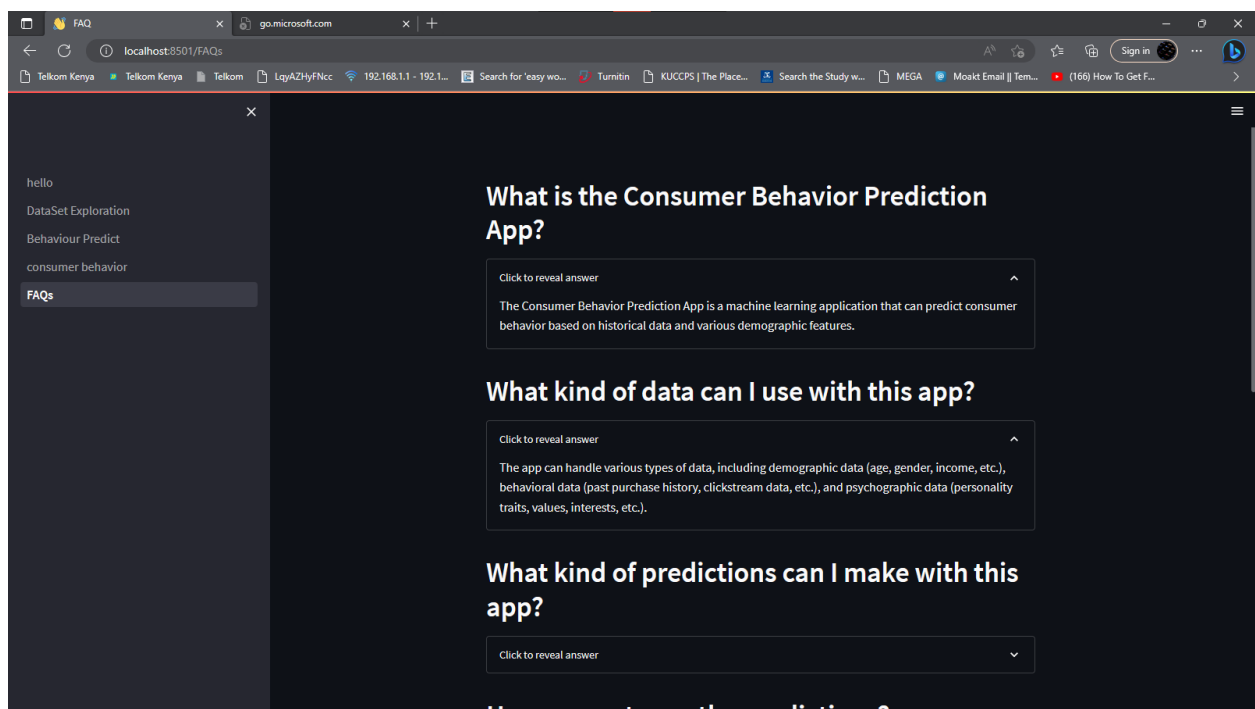 FAQ
go.microsoft.com
localhost:8501/FAQs
Sign in
Telkom Kenya
Telkom Kenya
Telkom
LqyAZHyFNcc
192.168.1.1 - 192.1...
Search for 'easy wo...
Turnitin
KUCCPS | The Place...
Search the Study w...
MEGA
Moakt Email || Tem...
(166) How To Get F...
hello
DataSet Exploration
Behaviour Predict
consumer behavior
FAQs
What is the Consumer Behavior Prediction
App?
Click to reveal answer
The Consumer Behavior Prediction App is a machine learning application that can predict consumer
behavior based on historical data and various demographic features.
What kind of data can I use with this app?
Click to reveal answer
The app can handle various types of data, including demographic data (age, gender, income, etc.),
behavioral data (past purchase history, clickstream data, etc.), and psychographic data (personality
traits, values, interests, etc.).
What kind of predictions can I make with this
app?
Click to reveal answer